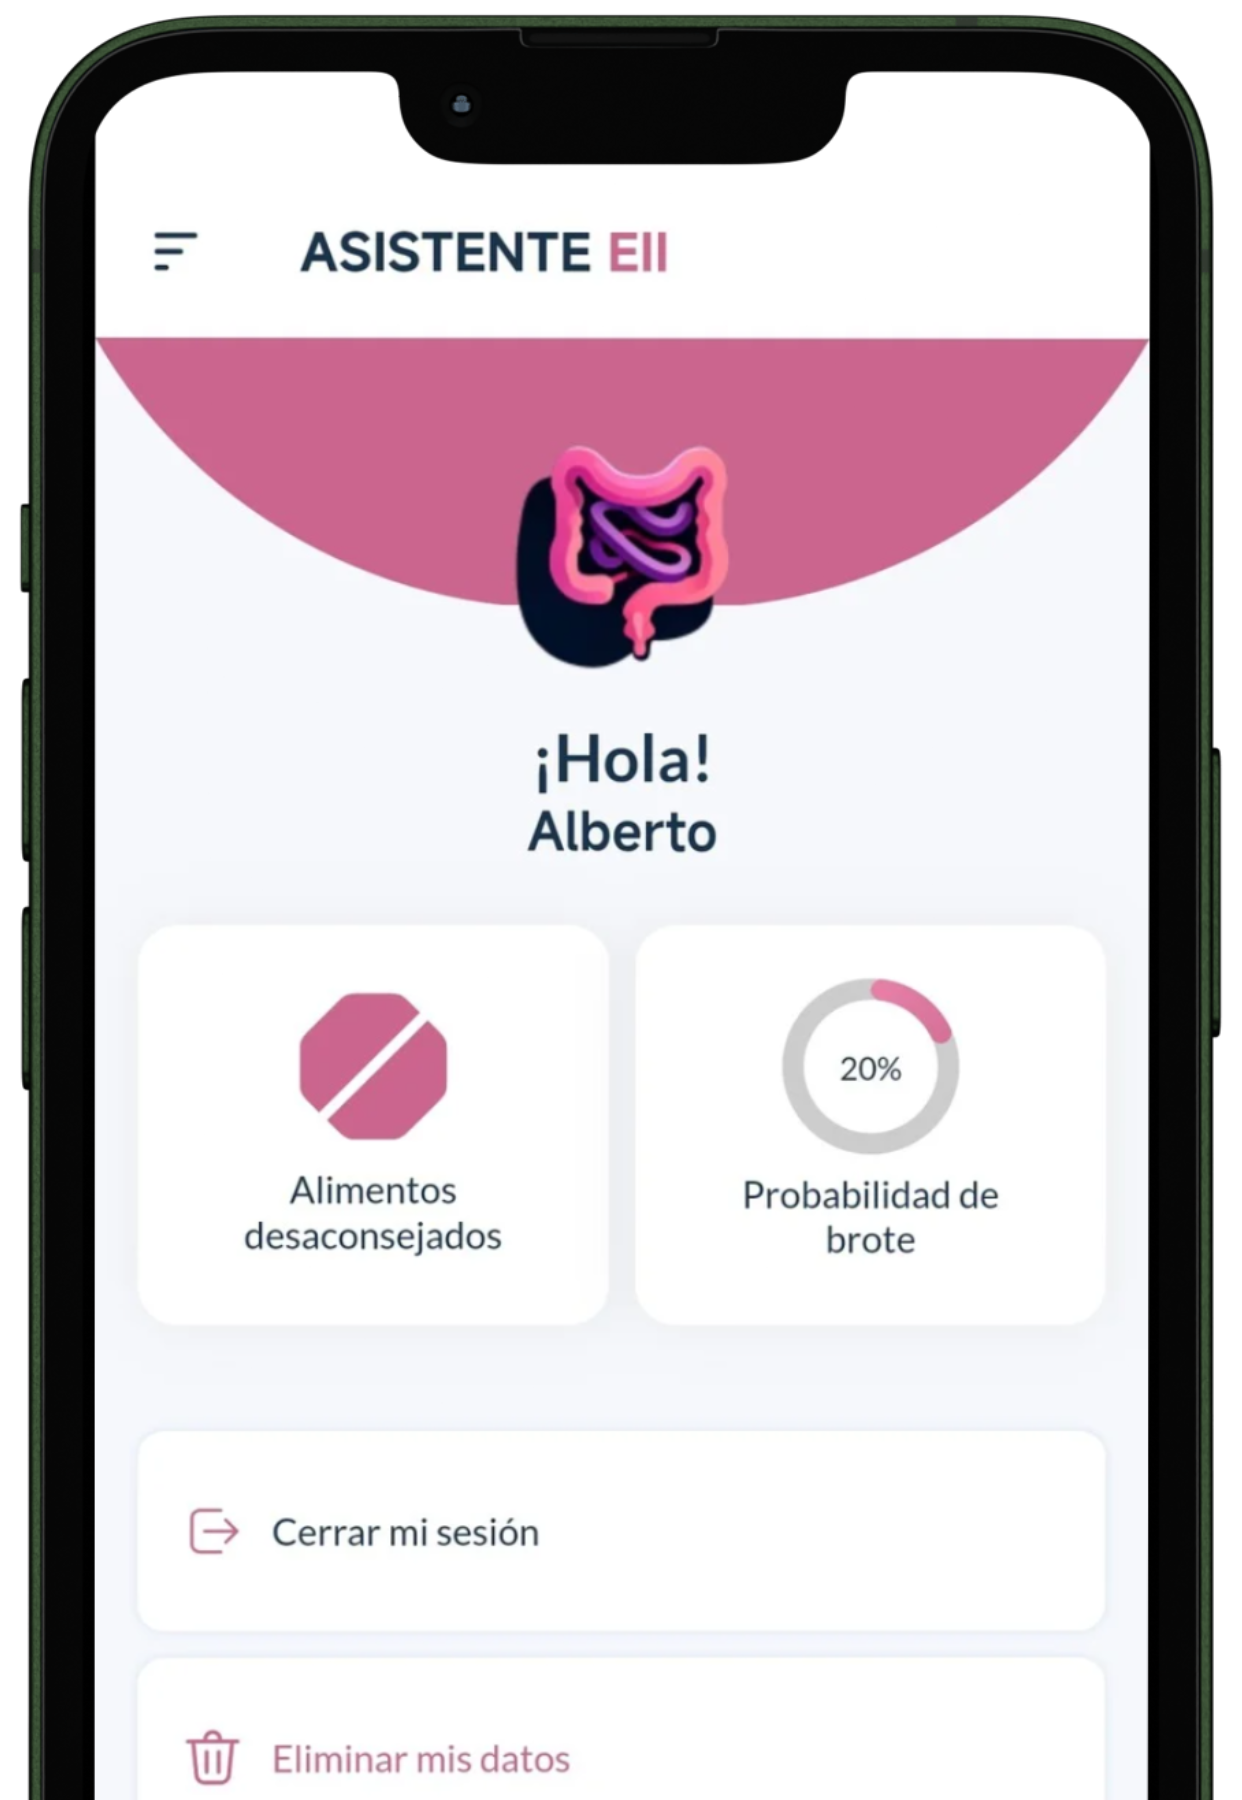 ASISTENTE EII
¡Hola!
Alberto
Alimentos
desaconsejados
20%
Probabilidad de
brote
Cerrar mi sesión
Eliminar mis datos